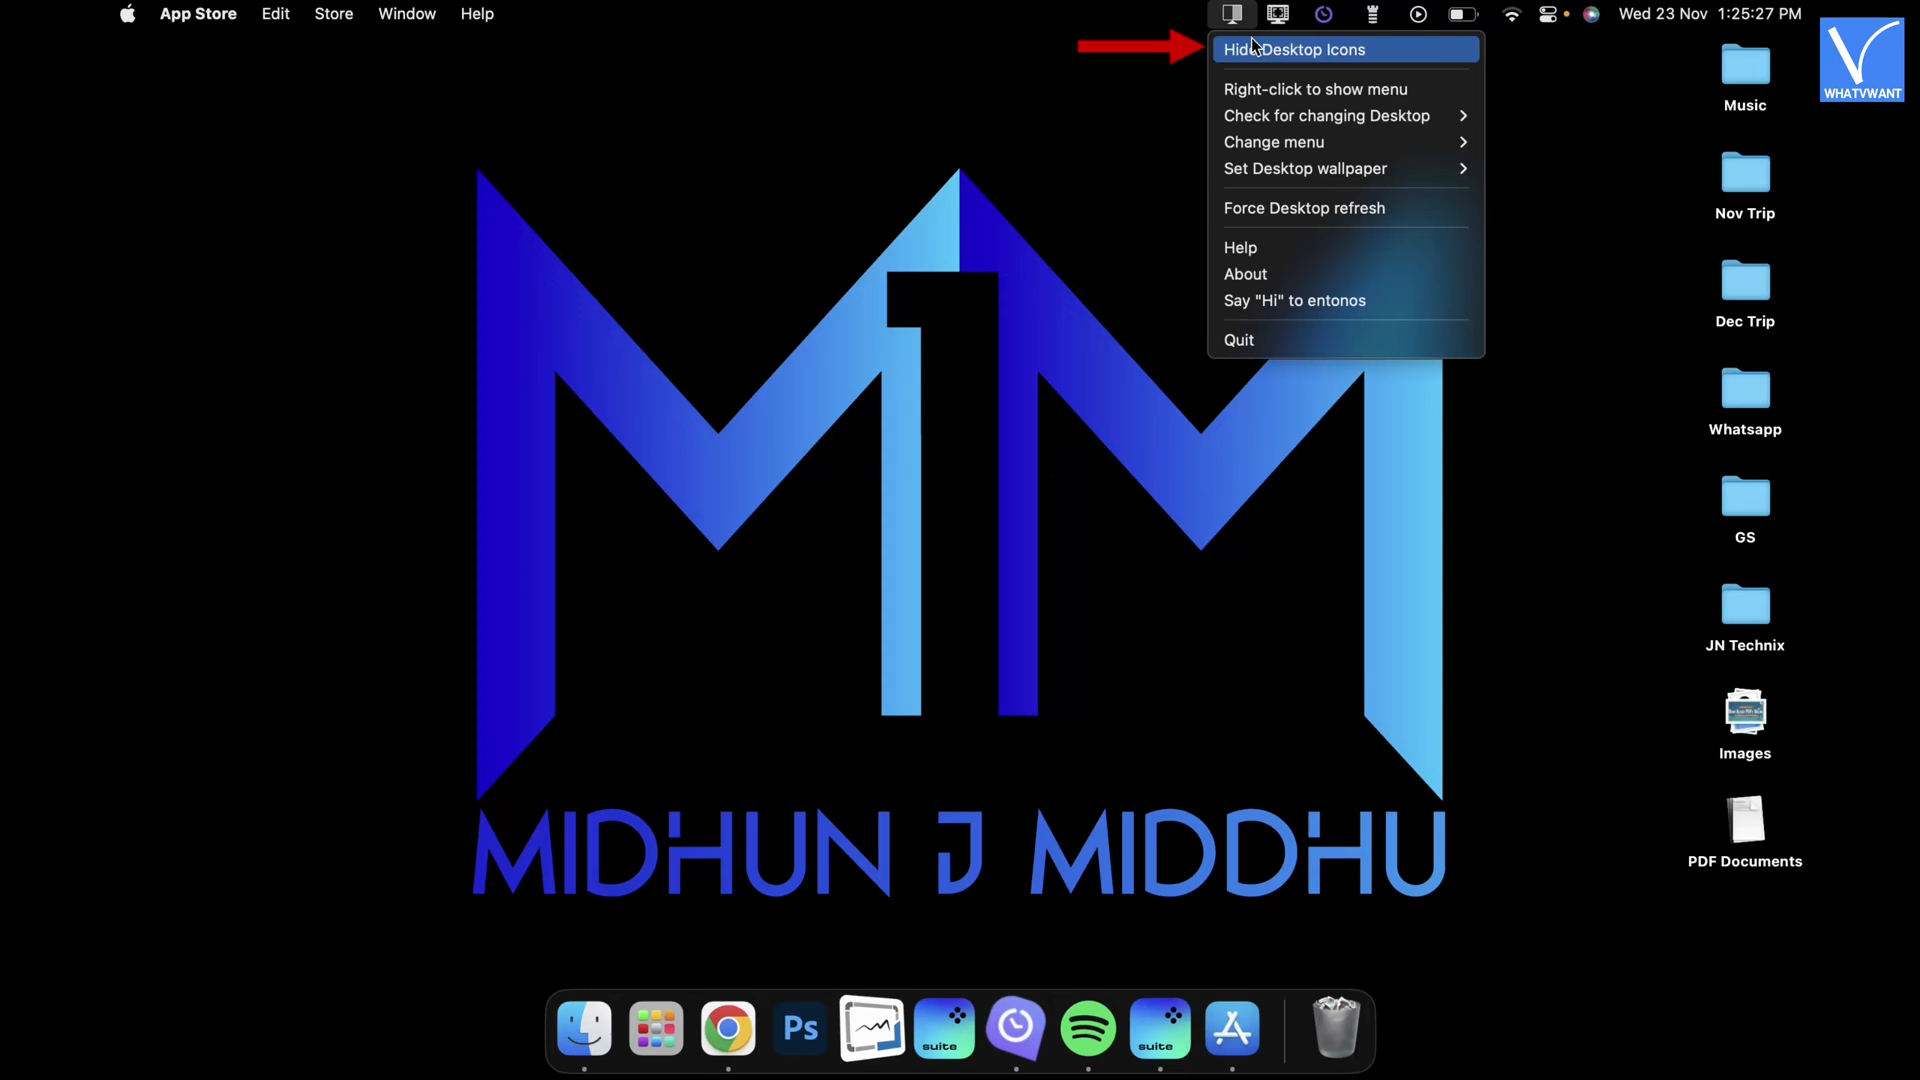 App Store Edit Store Window Help Wed 23 Nov 1:25:27 PM
WHATVWANT
Hide Desktop Icons
Right-click to show menu
Check for changing Desktop
Change menu
Set Desktop wallpaper
Force Desktop refresh
Help
About
Say "Hi" to entonos
Quit
Music
Nov Trip
Dec Trip
Whatsapp
GS
JN Technix
Images
PDF Documents
MIDHUN J MIDDHU
Ps
suite
suite